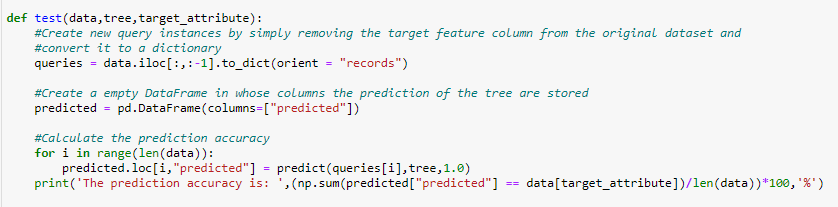 def test(data,tree,target_attribute):
    #Create new query instances by simply removing the target feature column from the original dataset and
    #convert it to a dictionary
    queries = data.iloc[:,:-1].to_dict(orient = "records")

    #Create a empty DataFrame in whose columns the prediction of the tree are stored
    predicted = pd.DataFrame(columns=["predicted"])

    #Calculate the prediction accuracy
    for i in range(len(data)):
        predicted.loc[i,"predicted"] = predict(queries[i],tree,1.0)
    print('The prediction accuracy is: ',(np.sum(predicted["predicted"] == data[target_attribute])/len(data))*100,'%')